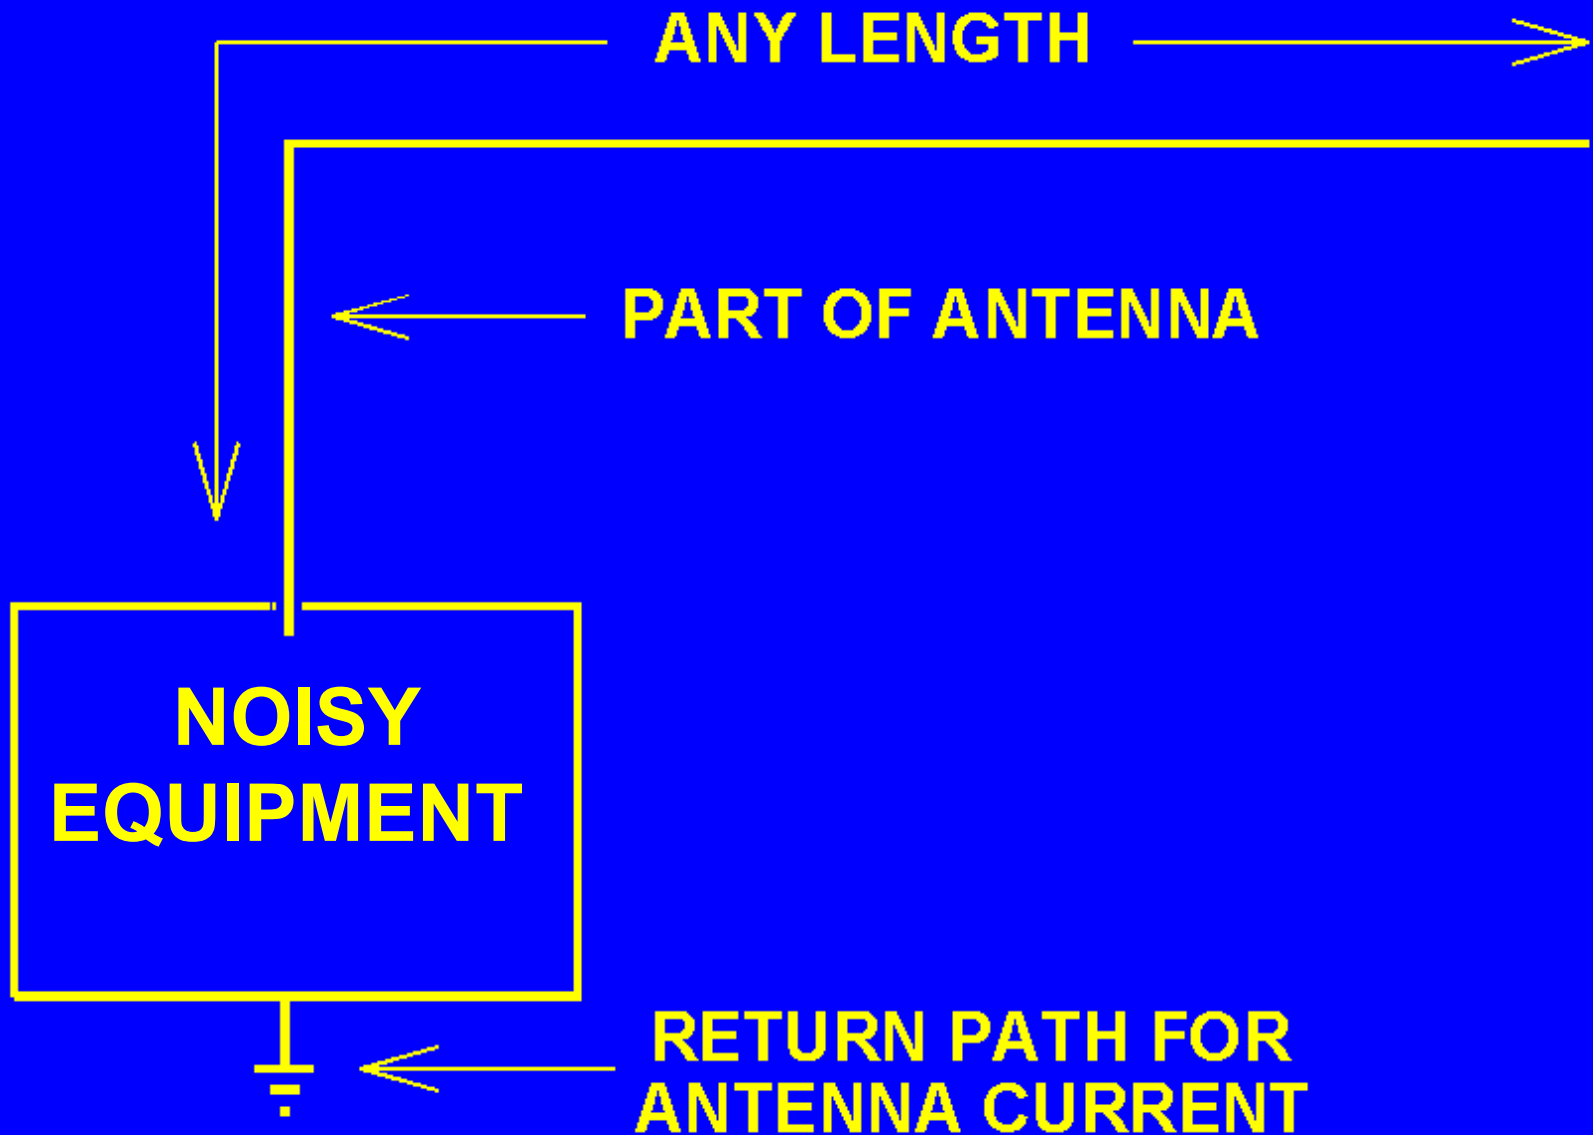 ANY LENGTH
PART OF ANTENNA
NOISY
EQUIPMENT
RETURN PATH FOR
ANTENNA CURRENT